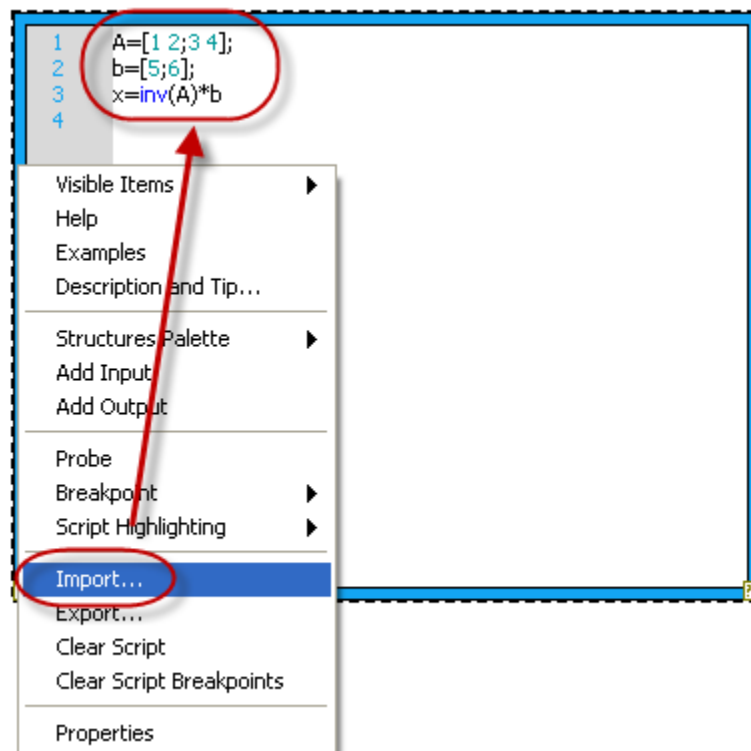 1 A=[1 2;3 4];
2 b=[5;6];
3 x=inv(A)*b
4
Visible Items
Help
Examples
Description and Tip...
Structures Palette
Add Input
Add Output
Probe
Breakpoint
Script Highlighting
Import...
Export...
Clear Script
Clear Script Breakpoints
Properties